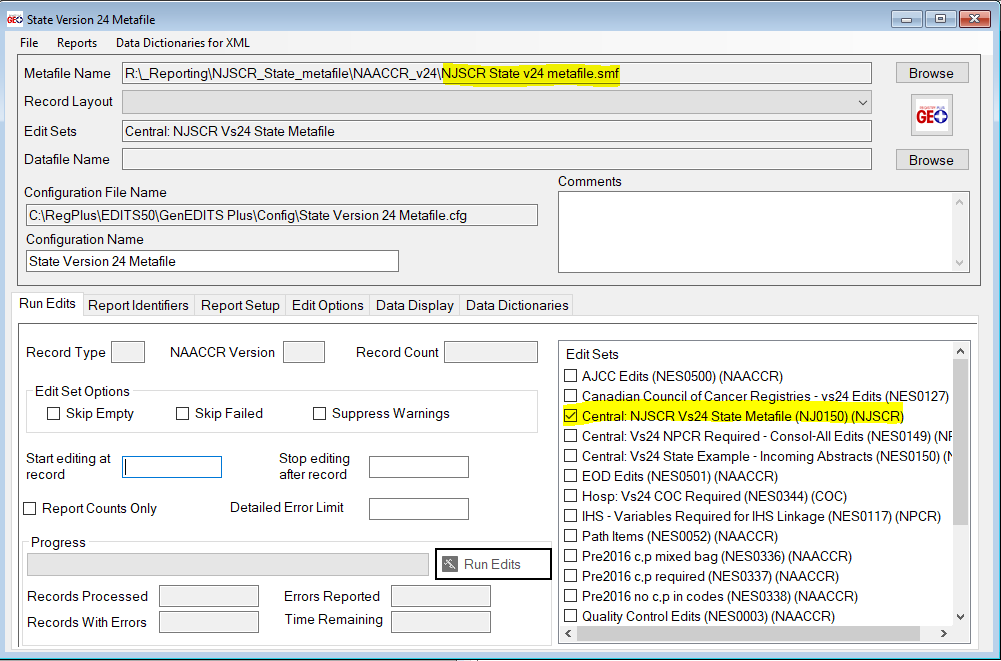 GEO State Version 24 Metafile
File Reports Data Dictionaries for XML
Metafile Name R:\_Reporting\NJSCR_State_metafile\NAACCR_v24\NJSCR State v24 metafile.smf Browse
Record Layout
GEO
Edit Sets Central: NJSCR Vs24 State Metafile
Datafile Name Browse
Configuration File Name
C:\RegPlus\EDITS50\GenEDITS Plus\Config\State Version 24 Metafile.cfg
Configuration Name
State Version 24 Metafile
Comments
Run Edits Report Identifiers Report Setup Edit Options Data Display Data Dictionaries
Record Type NAACCR Version Record Count
Edit Set Options
Skip Empty Skip Failed Suppress Warnings
Start editing at
record
Stop editing
after record
Report Counts Only Detailed Error Limit
Progress
Run Edits
Records Processed Errors Reported
Records With Errors Time Remaining
Edit Sets
AJCC Edits (NES0500) (NAACCR)
Canadian Council of Cancer Registries - vs24 Edits (NES0127)
Central: NJSCR Vs24 State Metafile (NJ0150) (NJSCR)
Central: Vs24 NPCR Required - Consol-All Edits (NES0149) (NP
Central: Vs24 State Example - Incoming Abstracts (NES0150) (
EOD Edits (NES0501) (NAACCR)
Hosp: Vs24 COC Required (NES0344) (COC)
IHS - Variables Required for IHS Linkage (NES0117) (NPCR)
Path Items (NES0052) (NAACCR)
Pre2016 c,p mixed bag (NES0336) (NAACCR)
Pre2016 c,p required (NES0337) (NAACCR)
Pre2016 no c,p in codes (NES0338) (NAACCR)
Quality Control Edits (NES0003) (NAACCR)